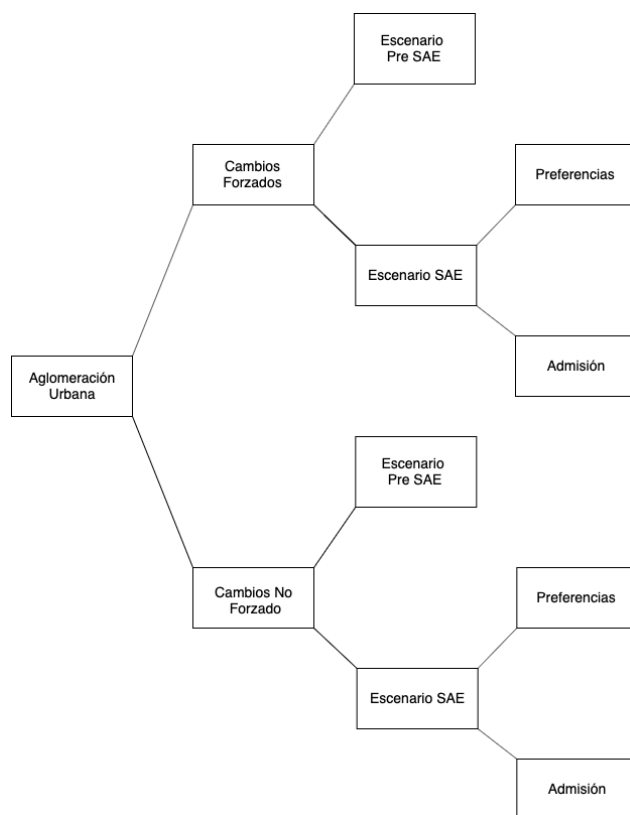 Escenario
Pre SAE
Cambios
Forzados
Preferencias
Escenario SAE
Admisión
Aglomeración
Urbana
Escenario
Pre SAE
Cambios No
Forzado
Preferencias
Escenario SAE
Admisión